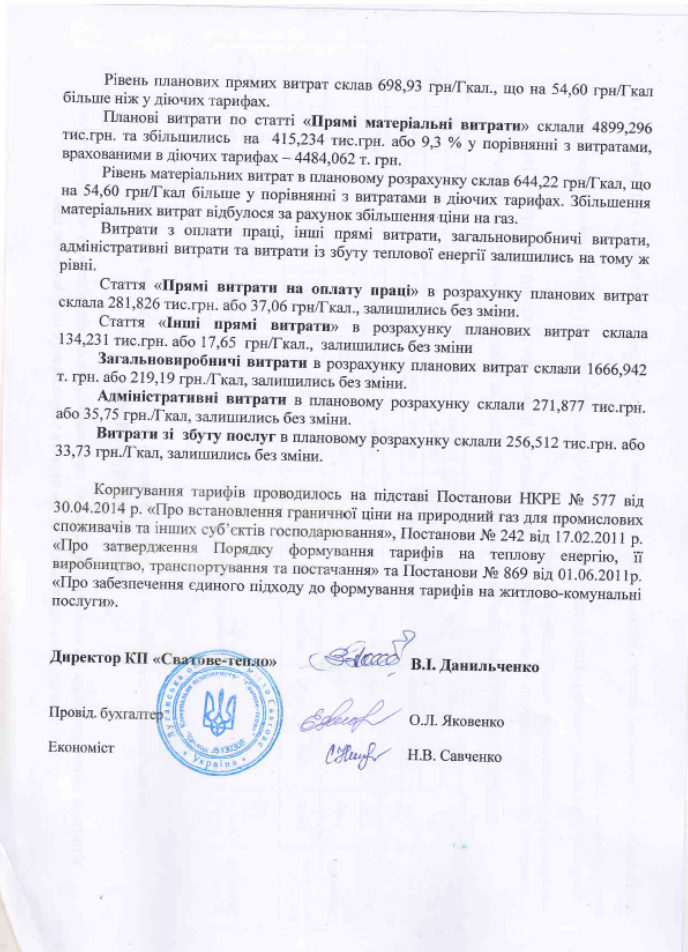 Рівень планових прямих витрат склав 698,93 грн/Гкал., що на 54,60 грн/Гкал
більше ніж у діючих тарифах.
Планові витрати по статті «Прямі матеріальні витрати» склали 4899,296
тис.грн. та збільшились на 415,234 тис.грн. або 9,3 % у порівнянні з витратами,
врахованими в діючих тарифах – 4484,062 т. грн.
Рівень матеріальних витрат в плановому розрахунку склав 644,22 грн/Гкал, що
на 54,60 грн/Гкал більше у порівнянні з витратами в діючих тарифах. Збільшення
матеріальних витрат відбулося за рахунок збільшення ціни на газ.
Витрати з оплати праці, інші прямі витрати, загальновиробничі витрати,
адміністративні витрати та витрати із збуту теплової енергії залишились на тому ж
рівні.
Стаття «Прямі витрати на оплату праці» в розрахунку планових витрат
склала 281,826 тис.грн. або 37,06 грн/Гкал., залишились без зміни.
Стаття «Інші прямі витрати» в розрахунку планових витрат склала
134,231 тис.грн. або 17,65 грн/Гкал., залишились без зміни
Загальновиробничі витрати в розрахунку планових витрат склали 1666,942
т. грн. або 219,19 грн./Гкал, залишились без зміни.
Адміністративні витрати в плановому розрахунку склали 271,877 тис.грн.
або 35,75 грн./Гкал, залишились без зміни.
Витрати зі збуту послуг в плановому розрахунку склали 256,512 тис.грн. або
33,73 грн./Гкал, залишились без зміни.
Коригування тарифів проводилось на підставі Постанови НКРЕ № 577 від
30.04.2014 р. «Про встановлення граничної ціни на природний газ для промислових
споживачів та інших суб’єктів господарювання», Постанови № 242 від 17.02.2011 р.
«Про затвердження Порядку формування тарифів на теплову енергію, її
виробництво, транспортування та постачання» та Постанови № 869 від 01.06.2011р.
«Про забезпечення єдиного підходу до формування тарифів на житлово-комунальні
послуги».
Директор КП «Сватове-тепло»
В.І. Данильченко
Провід. бухгалтер
О.Л. Яковенко
Економіст
Н.В. Савченко
Україна